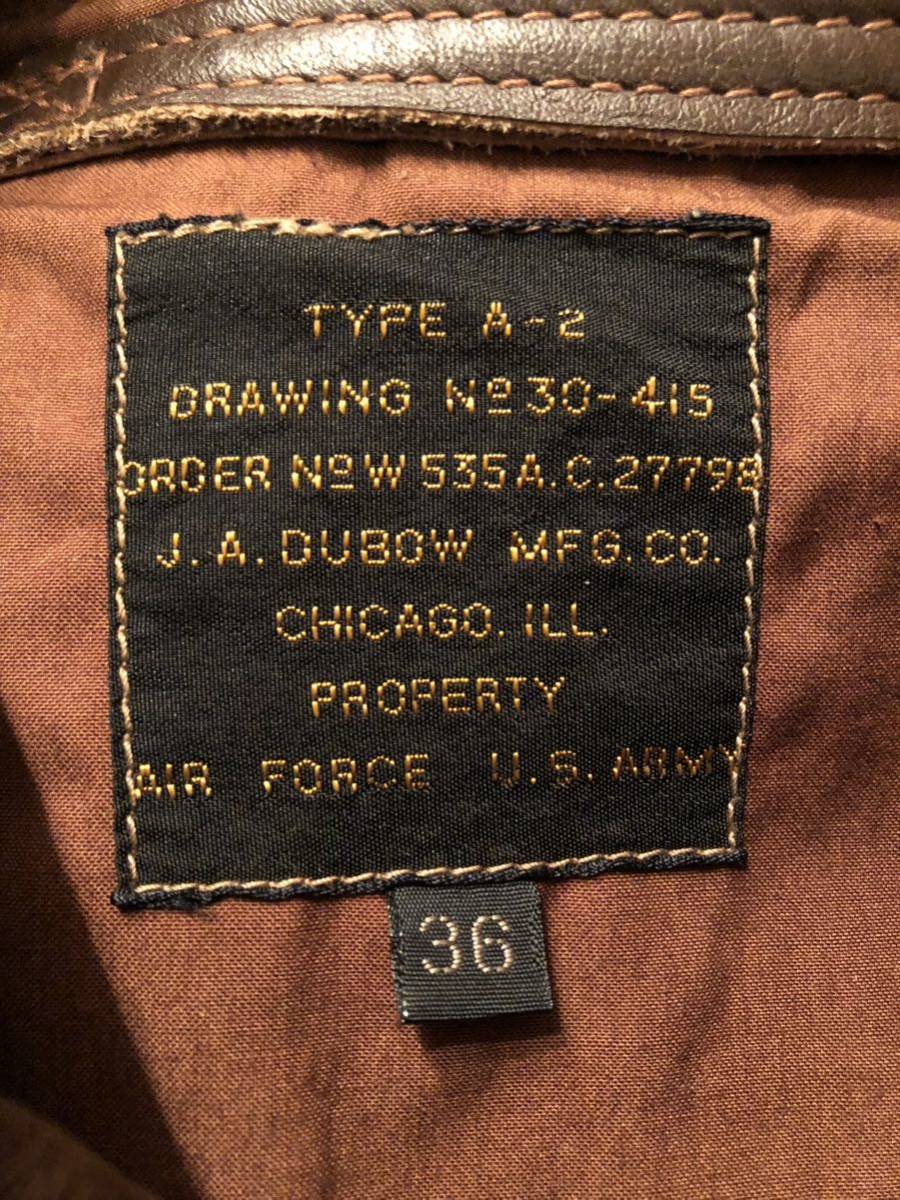 TYPE A-2
DRAWING Nº 30-415
ORDER Nº W 535 A.C. 27798
J.A. DUBOW MFG. CO.
CHICAGO. ILL.
PROPERTY
AIR FORCE U.S. ARMY
36